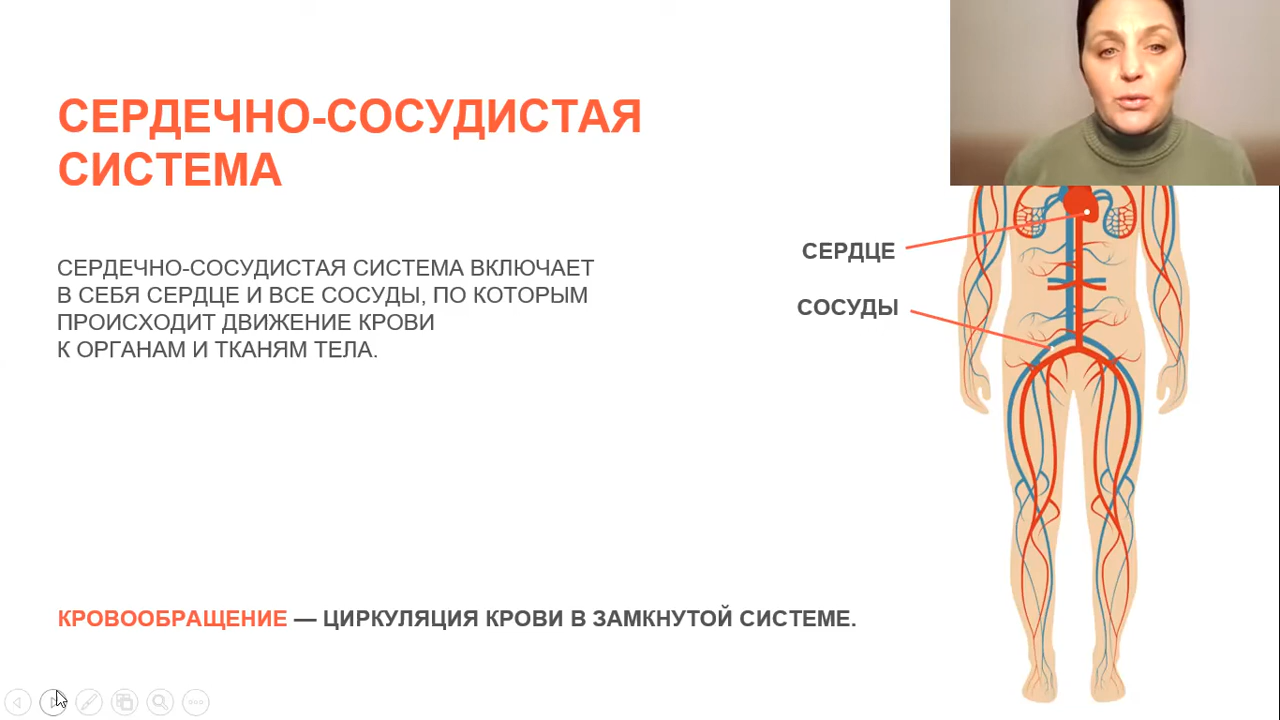 СЕРДЕЧНО-СОСУДИСТАЯ
СИСТЕМА
СЕРДЕЧНО-СОСУДИСТАЯ СИСТЕМА ВКЛЮЧАЕТ
В СЕБЯ СЕРДЦЕ И ВСЕ СОСУДЫ, ПО КОТОРЫМ
ПРОИСХОДИТ ДВИЖЕНИЕ КРОВИ
К ОРГАНАМ И ТКАНЯМ ТЕЛА.
СЕРДЦЕ
СОСУДЫ
КРОВООБРАЩЕНИЕ — ЦИРКУЛЯЦИЯ КРОВИ В ЗАМКНУТОЙ СИСТЕМЕ.